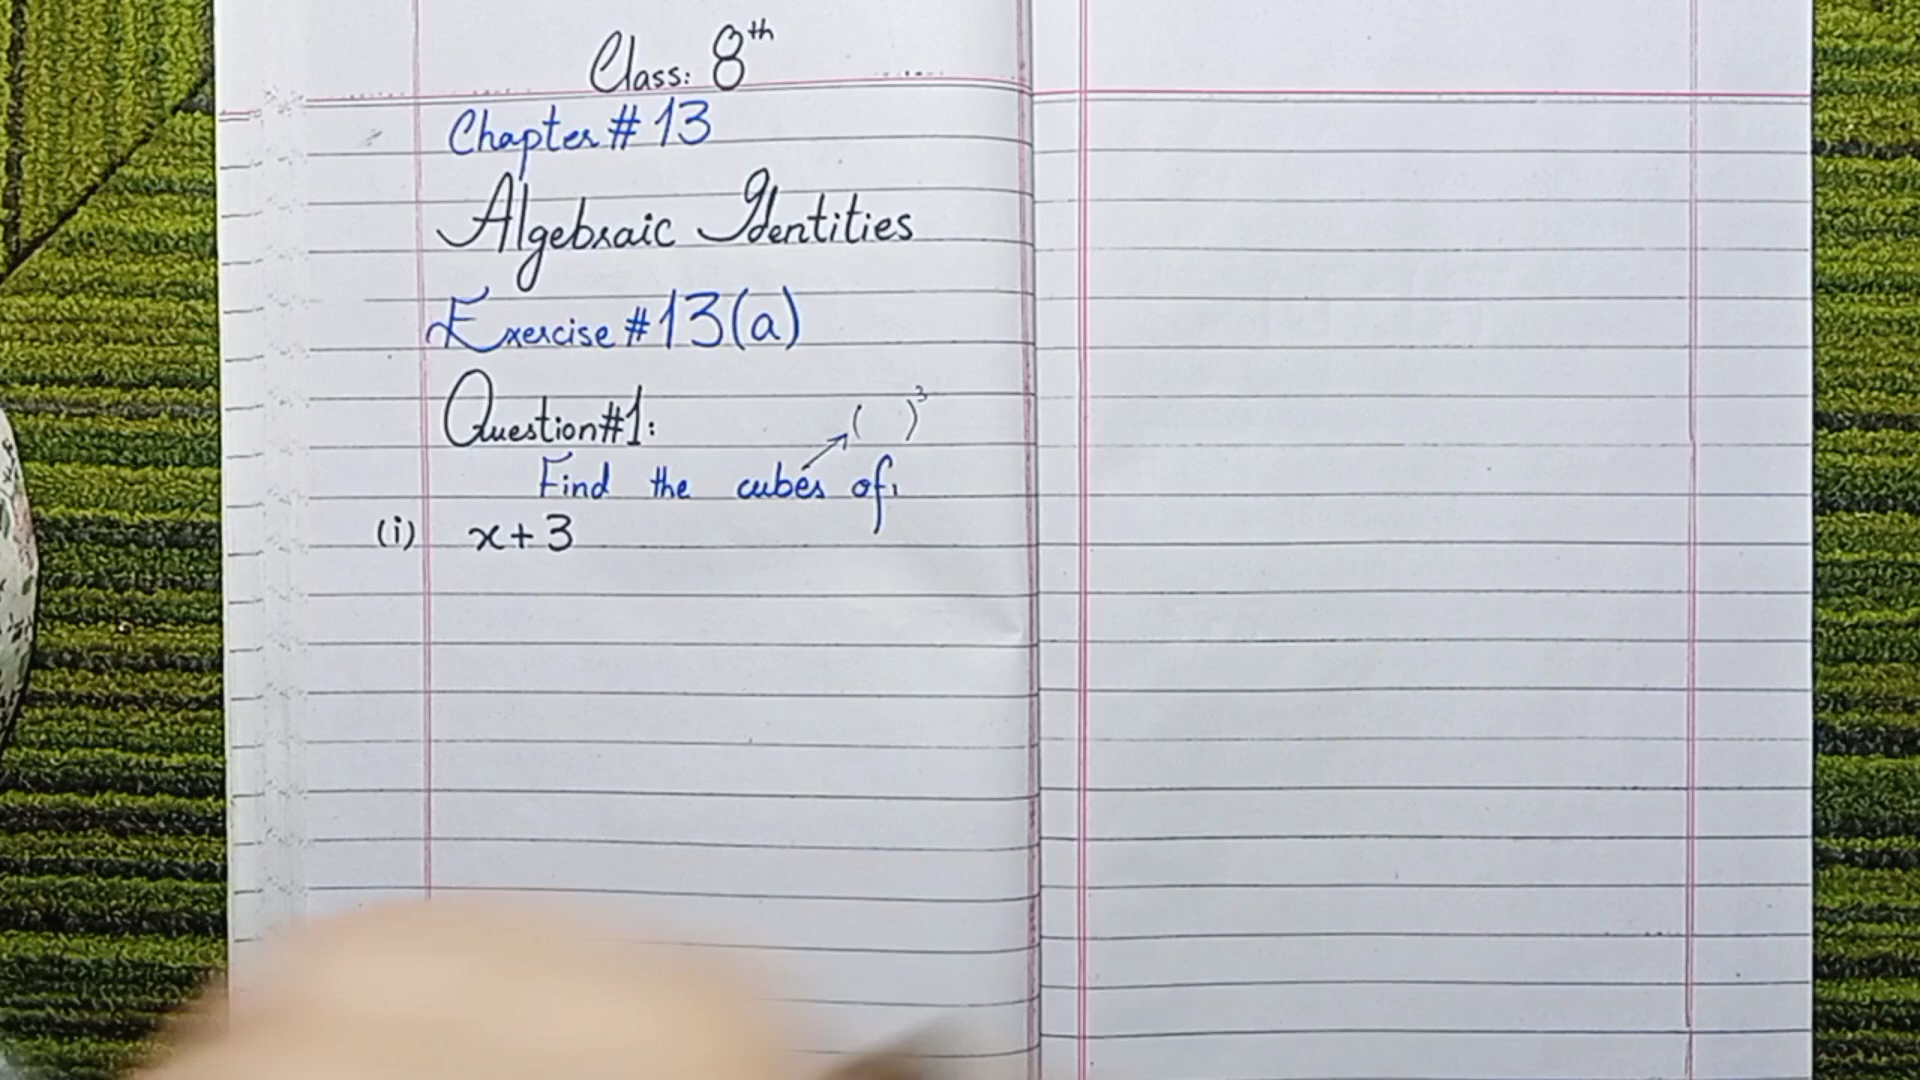 Class: 8th
Chapter # 13
Algebraic Identities
Exercise # 13(a)
Question#1:
( )³
Find the cubes of,
(i) x+3